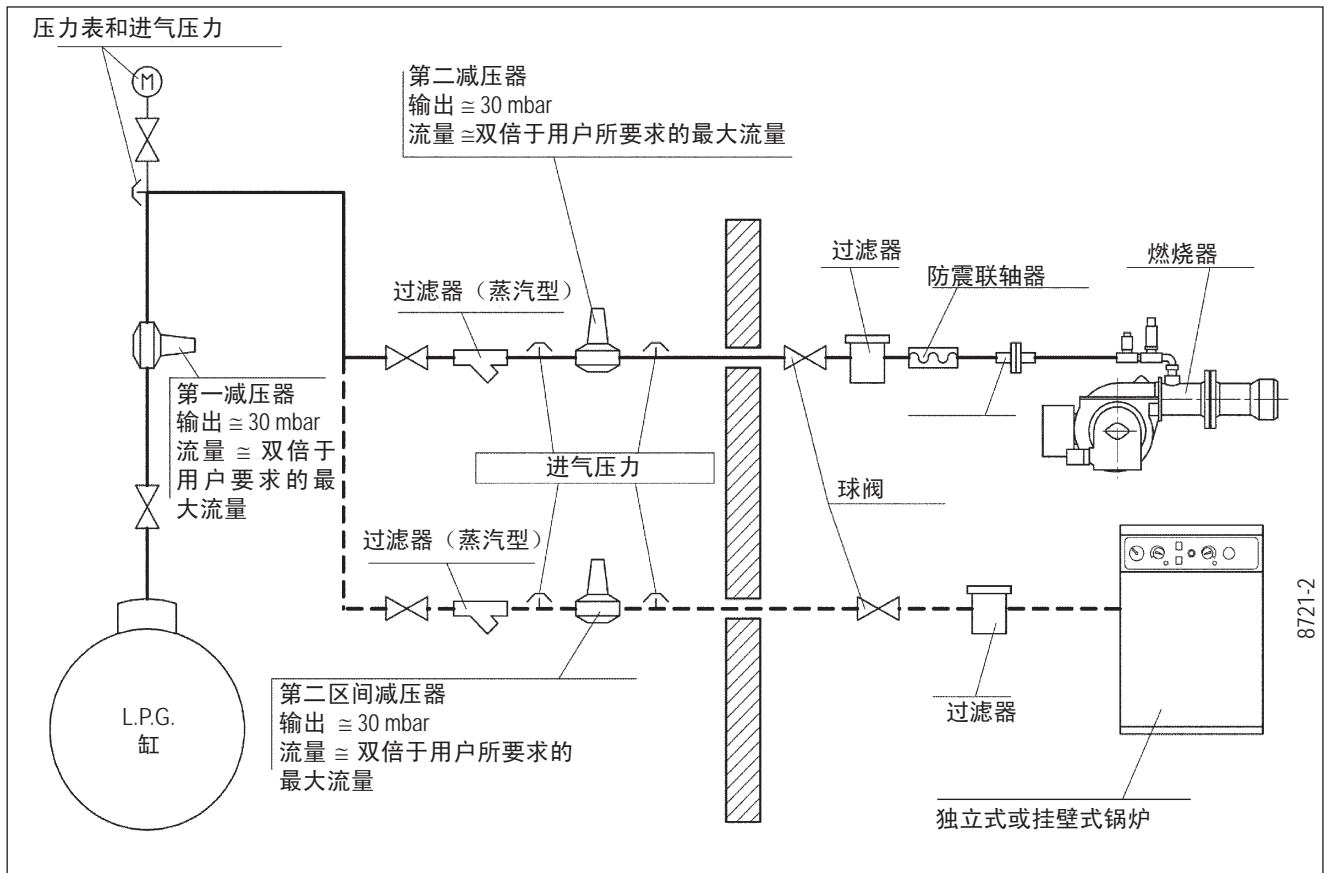 压力表和进气压力
M
第二减压器
输出 ≅ 30 mbar
流量 ≅双倍于用户所要求的最大流量
过滤器（蒸汽型）
过滤器
防震联轴器
燃烧器
第一减压器
输出 ≅ 30 mbar
流量 ≅ 双倍于
用户要求的最
大流量
进气压力
球阀
过滤器（蒸汽型）
L.P.G.
缸
第二区间减压器
输出 ≅ 30 mbar
流量 ≅ 双倍于用户所要求的
最大流量
过滤器
独立式或挂壁式锅炉
8721-2